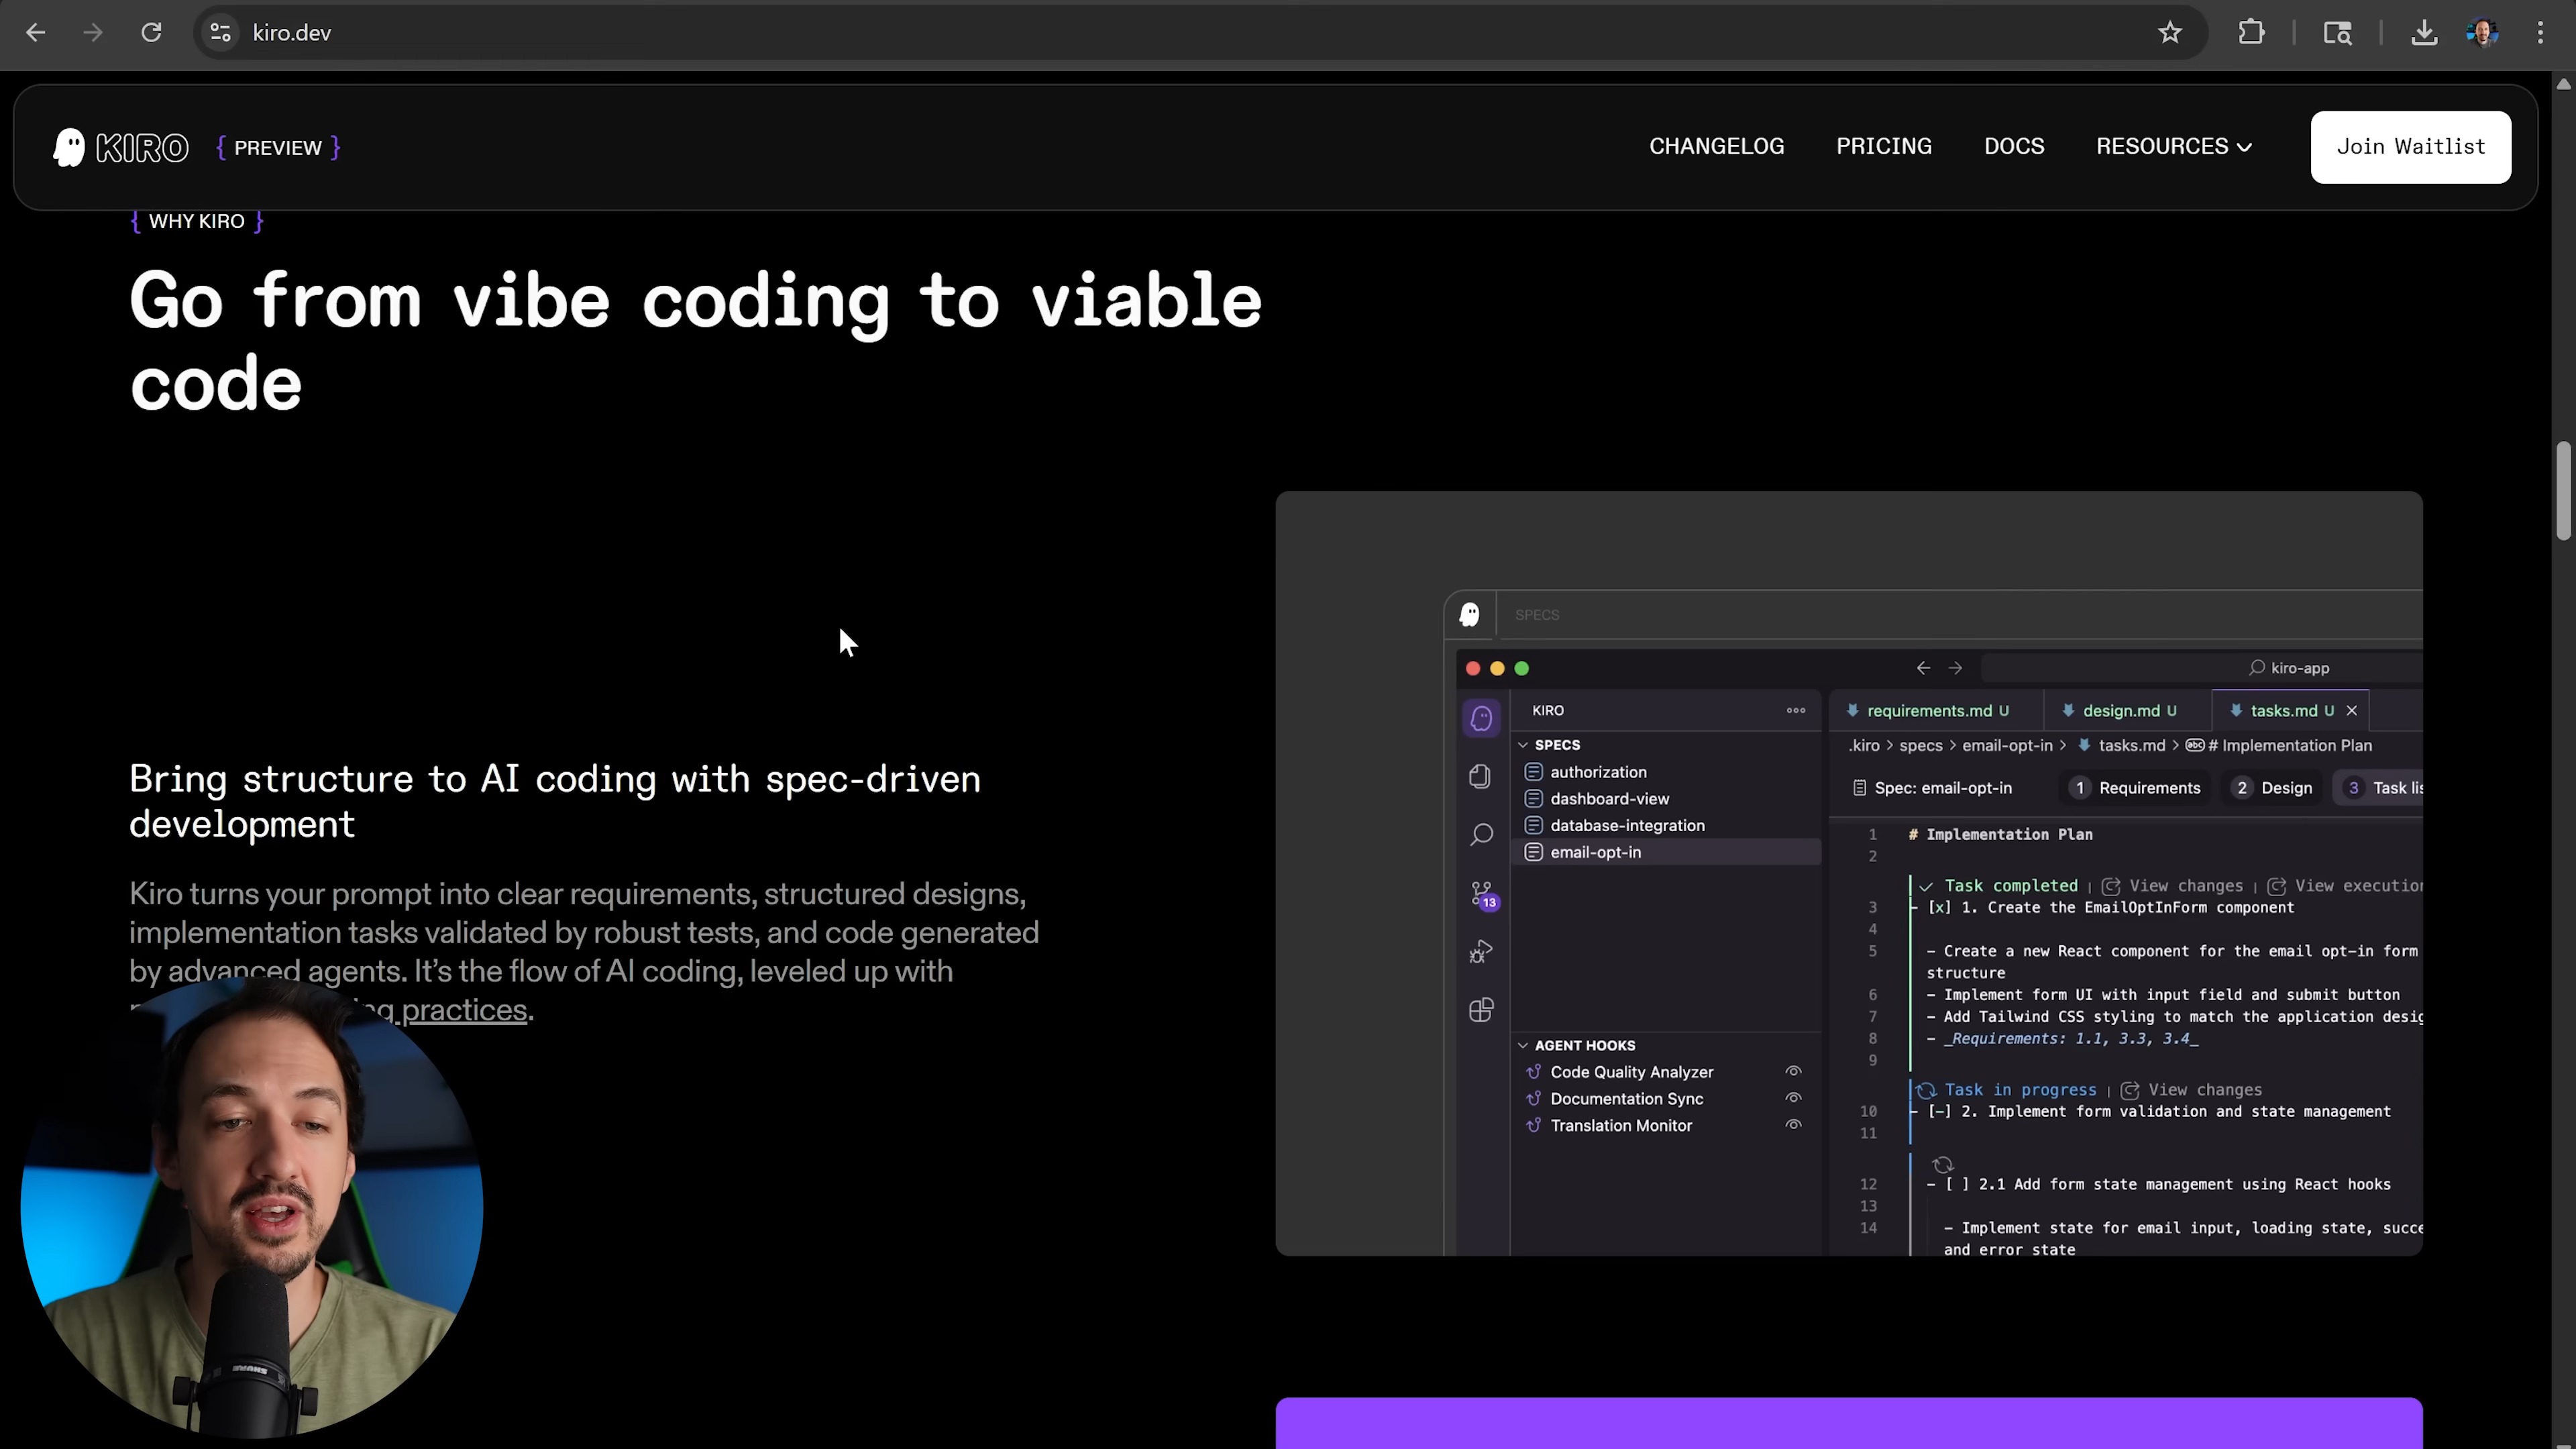 kiro.dev
KIRO { PREVIEW } CHANGELOG PRICING DOCS RESOURCES Join Waitlist
{ WHY KIRO }
Go from vibe coding to viable
code
Bring structure to AI coding with spec-driven
development
Kiro turns your prompt into clear requirements, structured designs,
implementation tasks validated by robust tests, and code generated
by advanced agents. It's the flow of AI coding, leveled up with
practices.
SPECS
kiro-app
KIRO
SPECS
authorization
dashboard-view
database-integration
email-opt-in
13
AGENT HOOKS
Code Quality Analyzer
Documentation Sync
Translation Monitor
requirements.md U design.md U tasks.md U
.kiro > specs > email-opt-in > tasks.md > abc # Implementation Plan
Spec: email-opt-in 1 Requirements 2 Design 3 Task lis
1 # Implementation Plan
2
Task completed | View changes | View execution
3 - [x] 1. Create the EmailOptInForm component
4
5 - Create a new React component for the email opt-in form
structure
6 - Implement form UI with input field and submit button
7 - Add Tailwind CSS styling to match the application desig
8 - _Requirements: 1.1, 3.3, 3.4_
9
Task in progress | View changes
10 - [-] 2. Implement form validation and state management
11
12 - [ ] 2.1 Add form state management using React hooks
13
14 - Implement state for email input, loading state, succe
and error state